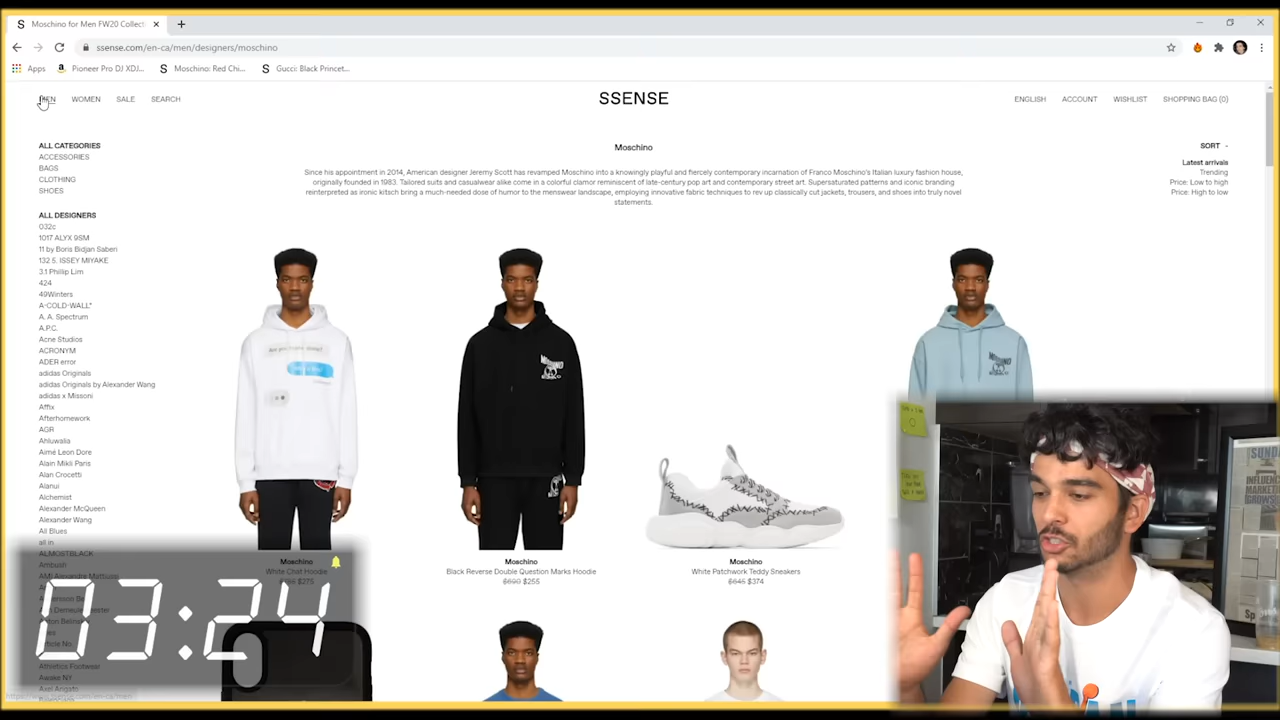 Moschino for Men FW20 Collect
ssense.com/en-ca/men/designers/moschino
Apps
Pioneer Pro DJ XDJ...
Moschino: Red Chi...
Gucci: Black Princet...
WOMEN
SALE
SEARCH
SSENSE
ENGLISH
ACCOUNT
WISHLIST
SHOPPING BAG (0)
ALL CATEGORIES
ACCESSORIES
BAGS
CLOTHING
SHOES
Moschino
Since his appointment in 2014, American designer Jeremy Scott has revamped Moschino into a knowingly playful and fiercely contemporary incarnation of Franco Moschino's Italian luxury fashion house,
originally founded in 1983. Tailored suits and casualwear alike come in a colorful clamor reminiscent of late-century pop art and contemporary street art. Supersaturated patterns and iconic branding
reinterpreted as ironic kitsch bring a much-needed dose of humor to the menswear landscape, employing innovative fabric techniques to rev up classically cut jackets, trousers, and shoes into truly novel
statements.
SORT -
Latest arrivals
Trending
Price: Low to high
Price: High to low
ALL DESIGNERS
032c
1017 ALYX 9SM
11 by Boris Bidjan Saberi
132 5. ISSEY MIYAKE
3.1 Phillip Lim
424
49Winters
A-COLD-WALL*
A. A. Spectrum
A.P.C.
Acne Studios
ACRONYM
ADER error
adidas Originals
adidas Originals by Alexander Wang
adidas x Missoni
Affix
Afterhomework
AGR
Ahluwalia
Aimé Leon Dore
Alain Mikli Paris
Alan Crocetti
Alanui
Alchemist
Alexander McQueen
Alexander Wang
All Blues
all in
ALMOSTBLACK
Ambush
Athletics Footwear
Awake NY
Axel Arigato
Moschino
White Chat Hoodie
$275
Moschino
Black Reverse Double Question Marks Hoodie
$690 $255
Moschino
White Patchwork Teddy Sneakers
$645 $374
MOSCHINO
MOSCHINO
03:24
SUND
INFLUEN
MARKET
GROWS